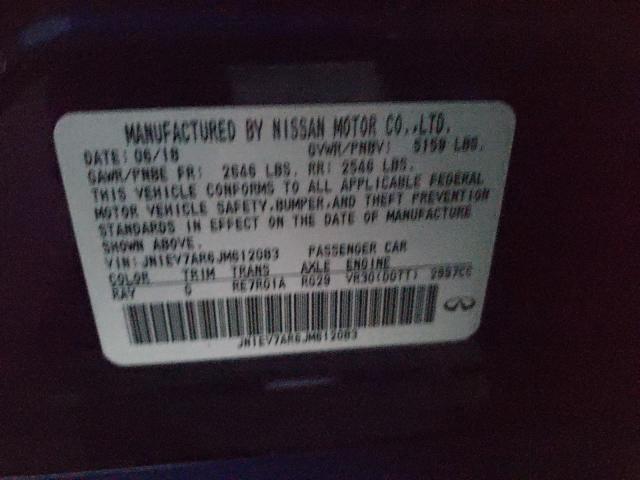 MANUFACTURED BY NISSAN MOTOR CO.,LTD.
DATE: 06/18 GVWR/PNBV: 5159 LBS.
GAWR/PNBE FR: 2646 LBS. RR: 2546 LBS.
THIS VEHICLE CONFORMS TO ALL APPLICABLE FEDERAL
MOTOR VEHICLE SAFETY,BUMPER,AND THEFT PREVENTION
STANDARDS IN EFFECT ON THE DATE OF MANUFACTURE
SHOWN ABOVE.
VIN:JN1EV7AR6JM612083 PASSENGER CAR
COLOR TRIM TRANS AXLE ENGINE
RAY G RE7R01A R029 VR30(DDTT) 2997CC
JN1EV7AR6JM612083